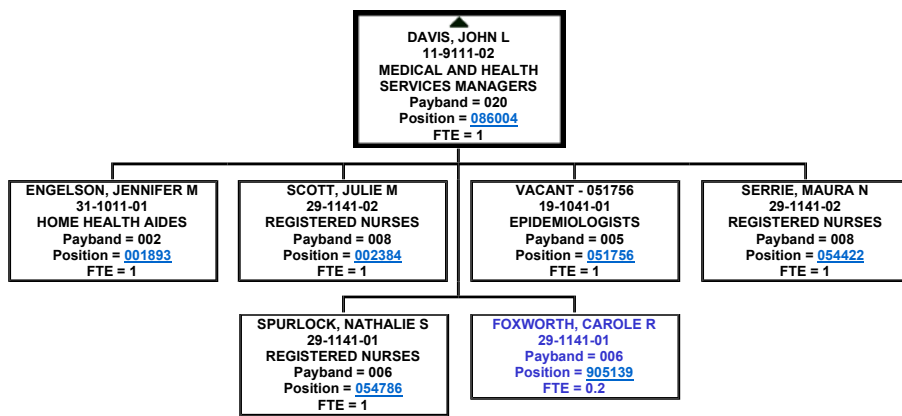 DAVIS, JOHN L
11-9111-02
MEDICAL AND HEALTH
SERVICES MANAGERS
Payband = 020
Position = 086004
FTE = 1
ENGELSON, JENNIFER M
31-1011-01
HOME HEALTH AIDES
Payband = 002
Position = 001893
FTE = 1
SCOTT, JULIE M
29-1141-02
REGISTERED NURSES
Payband = 008
Position = 002384
FTE = 1
VACANT - 051756
19-1041-01
EPIDEMIOLOGISTS
Payband = 005
Position = 051756
FTE = 1
SERRIE, MAURA N
29-1141-02
REGISTERED NURSES
Payband = 008
Position = 054422
FTE = 1
SPURLOCK, NATHALIE S
29-1141-01
REGISTERED NURSES
Payband = 006
Position = 054786
FTE = 1
FOXWORTH, CAROLE R
29-1141-01
Payband = 006
Position = 905139
FTE = 0.2